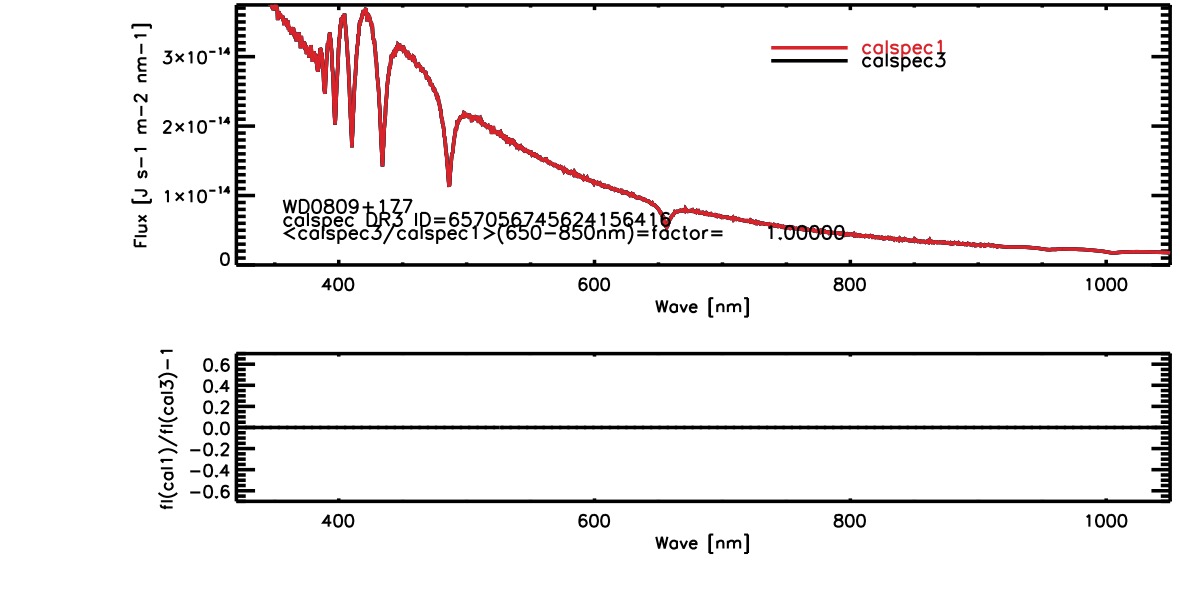 Flux [J s-1 m-2 nm-1]
3×10⁻¹⁴
2×10⁻¹⁴
1×10⁻¹⁴
0
calspec1
calspec3
WD0809+177
calspec DR3 ID=657056745624156416
<calspec3/calspec1>(650-850nm)=factor= 1.00000
400 600 800 1000
Wave [nm]
fl(cal1)/fl(cal3)-1
0.6
0.4
0.2
0.0
-0.2
-0.4
-0.6
400 600 800 1000
Wave [nm]